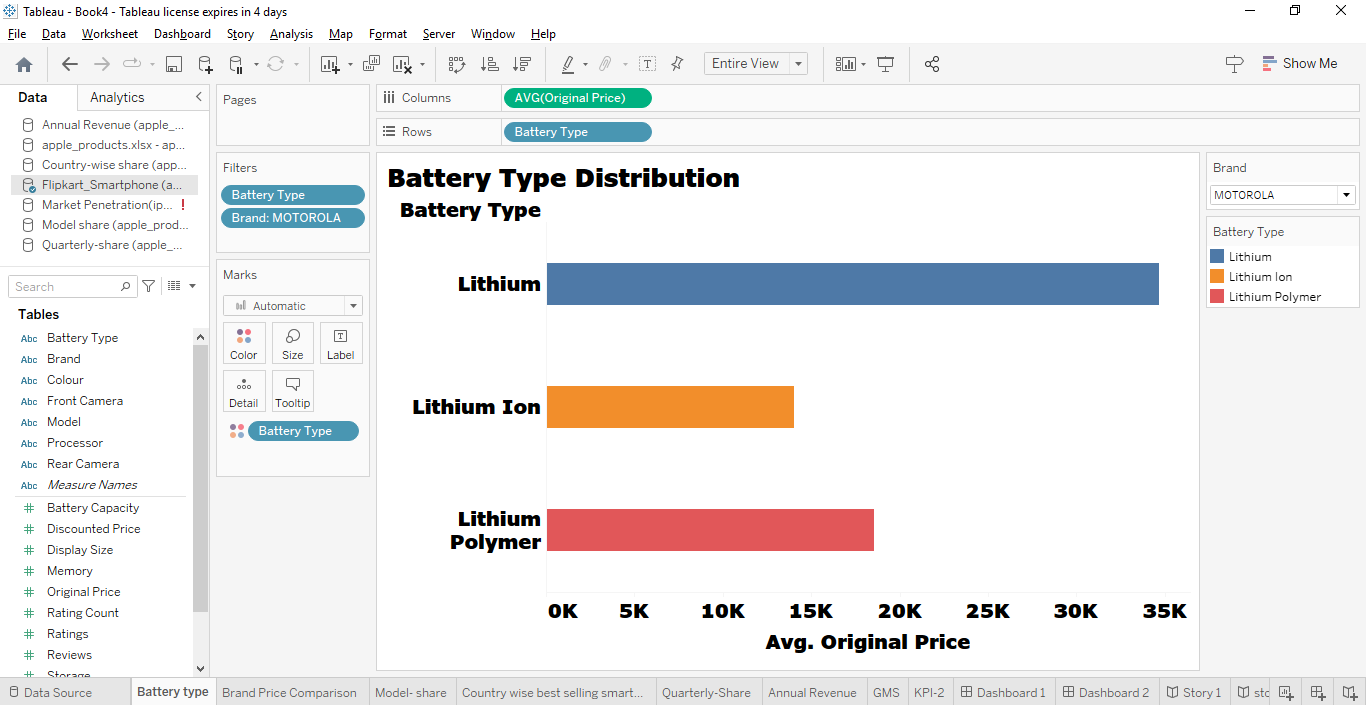 Tableau - Book4 - Tableau license expires in 4 days
File Data Worksheet Dashboard Story Analysis Map Format Server Window Help
Entire View
Show Me
Data Analytics
Annual Revenue (apple_...
apple_products.xlsx - ap...
Country-wise share (app...
Flipkart_Smartphone (a...
Market Penetration(ip... !
Model share (apple_prod...
Quarterly-share (apple_...
Search
Tables
Abc Battery Type
Abc Brand
Abc Colour
Abc Front Camera
Abc Model
Abc Processor
Abc Rear Camera
Abc Measure Names
# Battery Capacity
# Discounted Price
# Display Size
# Memory
# Original Price
# Rating Count
# Ratings
# Reviews
# Storage
Pages
Filters
Battery Type
Brand: MOTOROLA
Marks
Automatic
Color Size Label
Detail Tooltip
Battery Type
Columns AVG(Original Price)
Rows Battery Type
Battery Type Distribution
Battery Type
Lithium
Lithium Ion
Lithium
Polymer
0K 5K 10K 15K 20K 25K 30K 35K
Avg. Original Price
Brand
MOTOROLA
Battery Type
Lithium
Lithium Ion
Lithium Polymer
Data Source Battery type Brand Price Comparison Model- share Country wise best selling smart... Quarterly-Share Annual Revenue GMS KPI-2 Dashboard 1 Dashboard 2 Story 1 stc